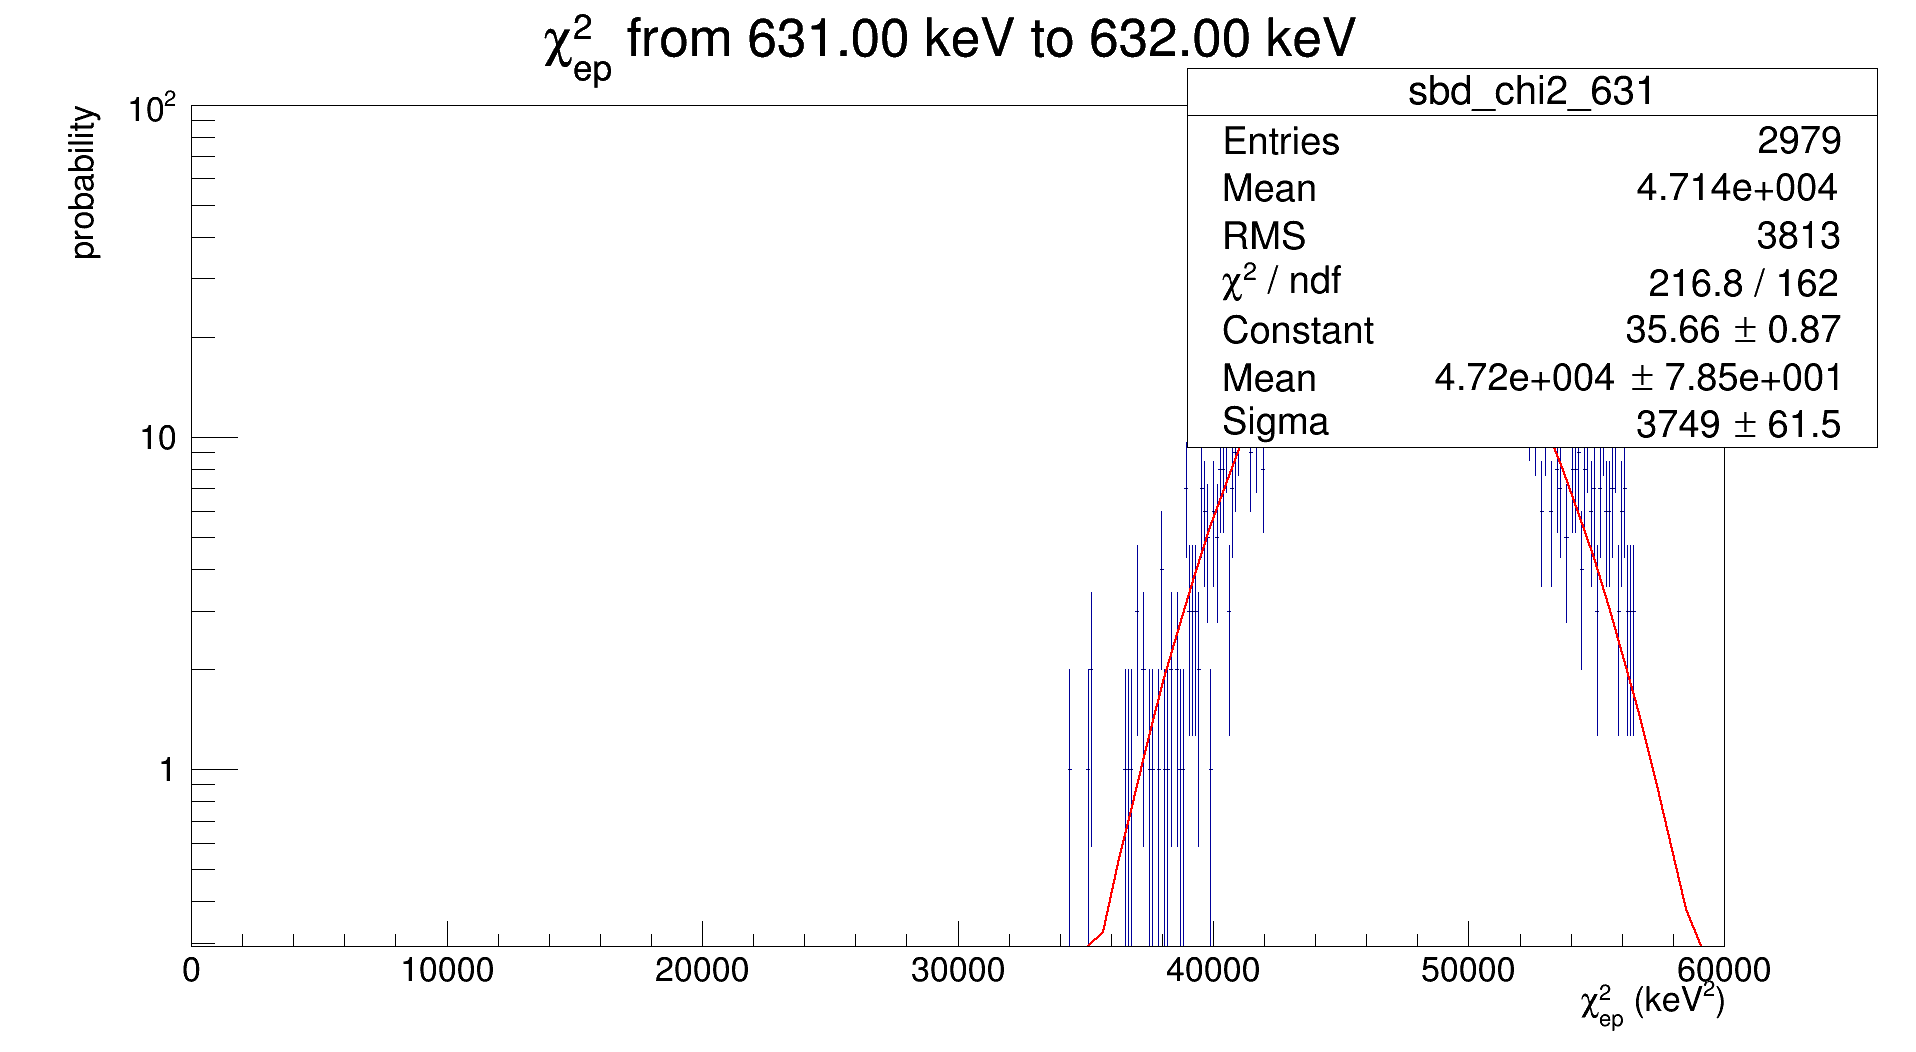 χ²ep from 631.00 keV to 632.00 keV
sbd_chi2_631
Entries 2979
Mean 4.714e+004
RMS 3813
χ² / ndf 216.8 / 162
Constant 35.66 ± 0.87
Mean 4.72e+004 ± 7.85e+001
Sigma 3749 ± 61.5
probability
10²
10
1
0 10000 20000 30000 40000 50000 60000
χ²ep (keV²)